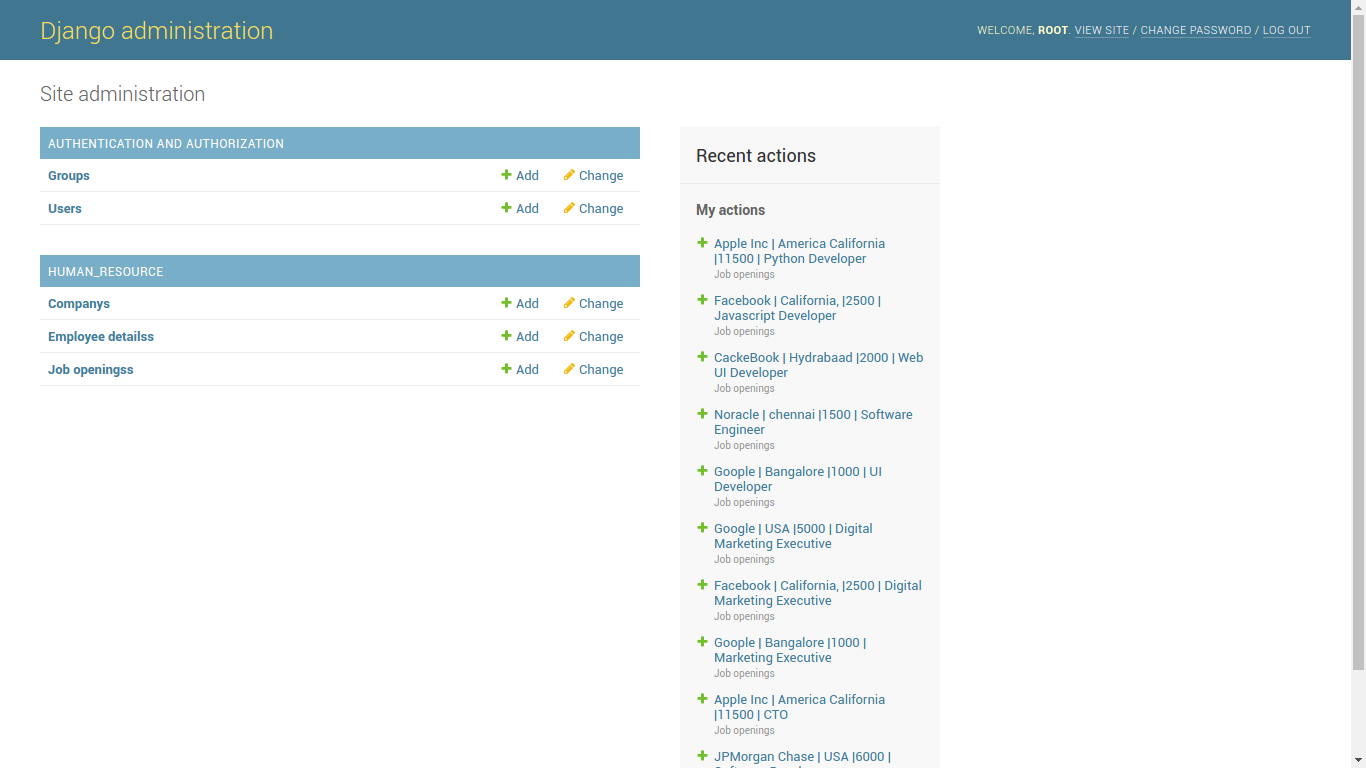 Django administration
WELCOME, ROOT. VIEW SITE / CHANGE PASSWORD / LOG OUT
Site administration
AUTHENTICATION AND AUTHORIZATION
Groups Add Change
Users Add Change
HUMAN_RESOURCE
Companys Add Change
Employee detailss Add Change
Job openingss Add Change
Recent actions
My actions
Apple Inc | America California
|11500 | Python Developer
Job openings
Facebook | California, |2500 |
Javascript Developer
Job openings
CackeBook | Hydrabaad |2000 | Web
UI Developer
Job openings
Noracle | chennai |1500 | Software
Engineer
Job openings
Goople | Bangalore |1000 | UI
Developer
Job openings
Google | USA |5000 | Digital
Marketing Executive
Job openings
Facebook | California, |2500 | Digital
Marketing Executive
Job openings
Goople | Bangalore |1000 |
Marketing Executive
Job openings
Apple Inc | America California
|11500 | CTO
Job openings
JPMorgan Chase | USA |6000 |